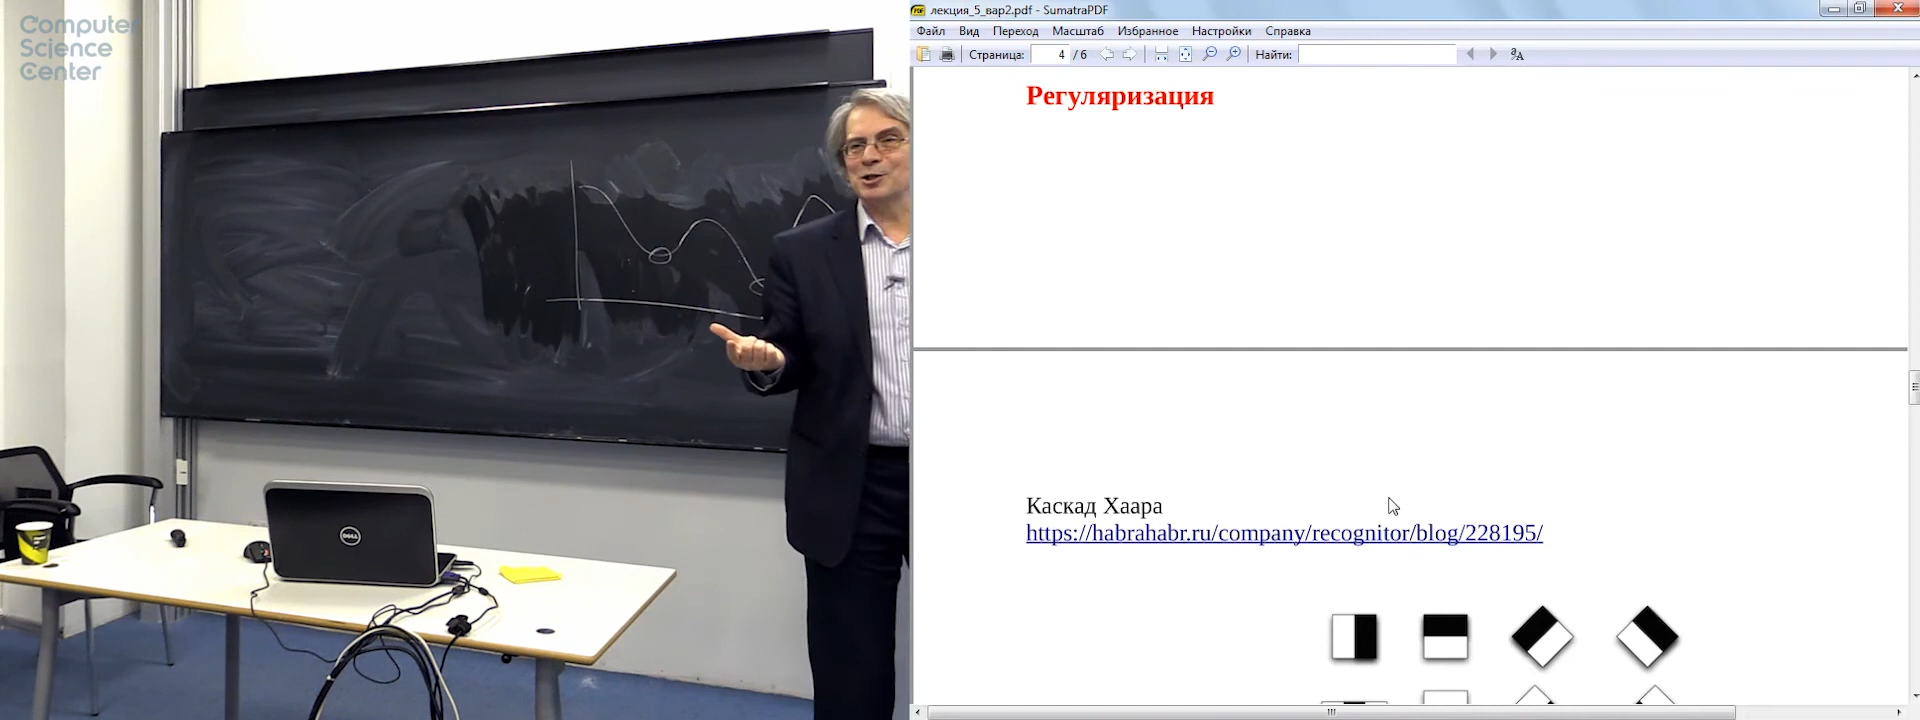 Computer
Science
Center
лекция_5_вар2.pdf - SumatraPDF
Файл Вид Переход Масштаб Избранное Настройки Справка
Страница: 4 / 6 Найти:
Регуляризация
Каскад Хаара
https://habrahabr.ru/company/recognitor/blog/228195/
DELL